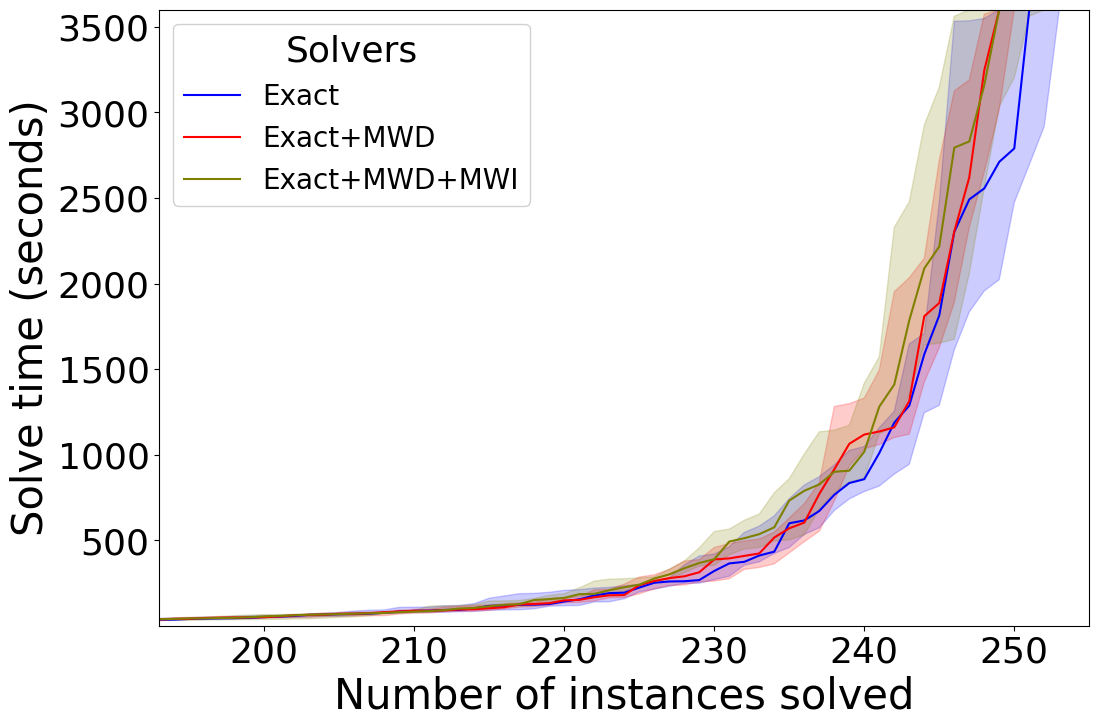 Solve time (seconds)
3500
3000
2500
2000
1500
1000
500
Solvers
Exact
Exact+MWD
Exact+MWD+MWI
200 210 220 230 240 250
Number of instances solved